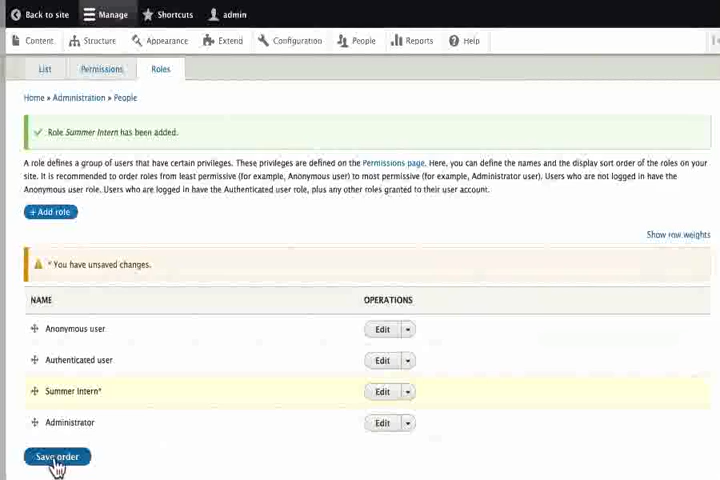 Back to site Manage Shortcuts admin
Content Structure Appearance Extend Configuration People Reports Help
List Permissions Roles
Home » Administration » People
Role Summer Intern has been added.
A role defines a group of users that have certain privileges. These privileges are defined on the Permissions page. Here, you can define the names and the display sort order of the roles on your
site. It is recommended to order roles from least permissive (for example, Anonymous user) to most permissive (for example, Administrator user). Users who are not logged in have the
Anonymous user role. Users who are logged in have the Authenticated user role, plus any other roles granted to their user account.
+ Add role
Show row weights
* You have unsaved changes.
NAME OPERATIONS
Anonymous user Edit
Authenticated user Edit
Summer Intern* Edit
Administrator Edit
Save order